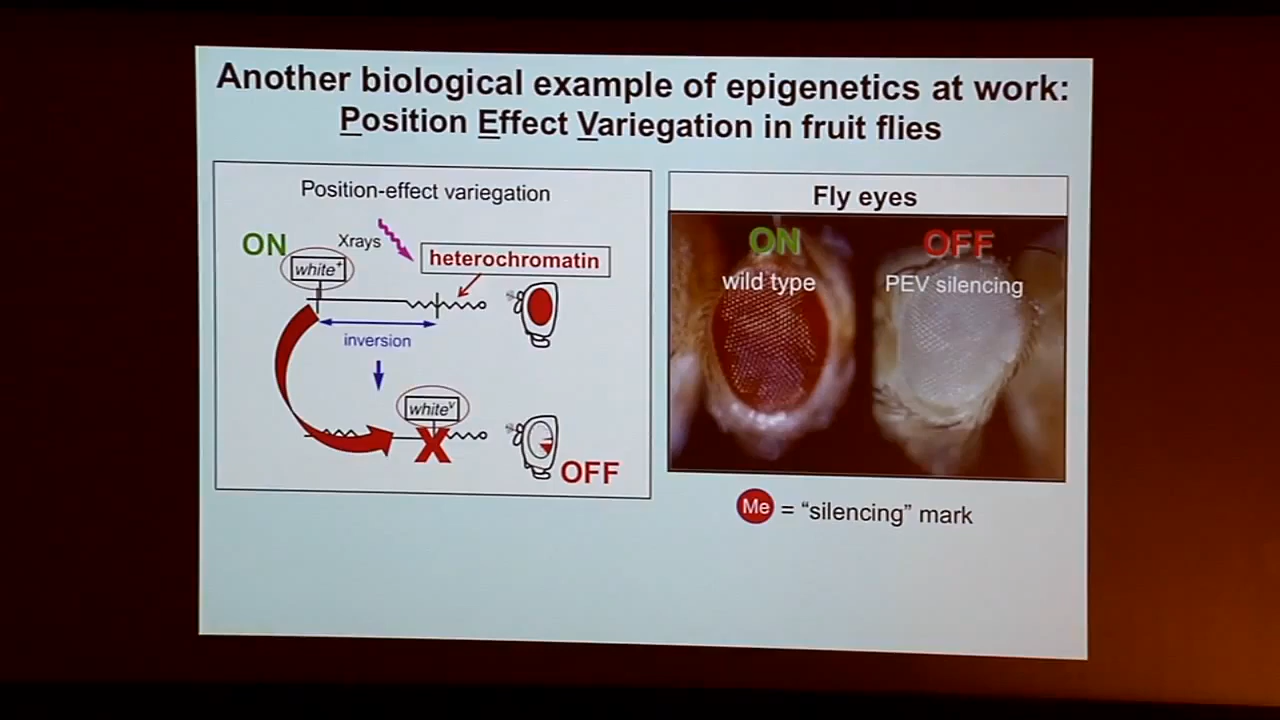 Another biological example of epigenetics at work:
Position Effect Variegation in fruit flies
Position-effect variegation
ON
Xrays
heterochromatin
white+
inversion
whitev
X
OFF
Fly eyes
ON
OFF
wild type
PEV silencing
Me = “silencing” mark